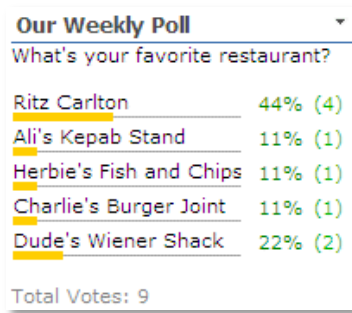 Our Weekly Poll
What's your favorite restaurant?
Ritz Carlton 44% (4)
Ali's Kepab Stand 11% (1)
Herbie's Fish and Chips 11% (1)
Charlie's Burger Joint 11% (1)
Dude's Wiener Shack 22% (2)
Total Votes: 9